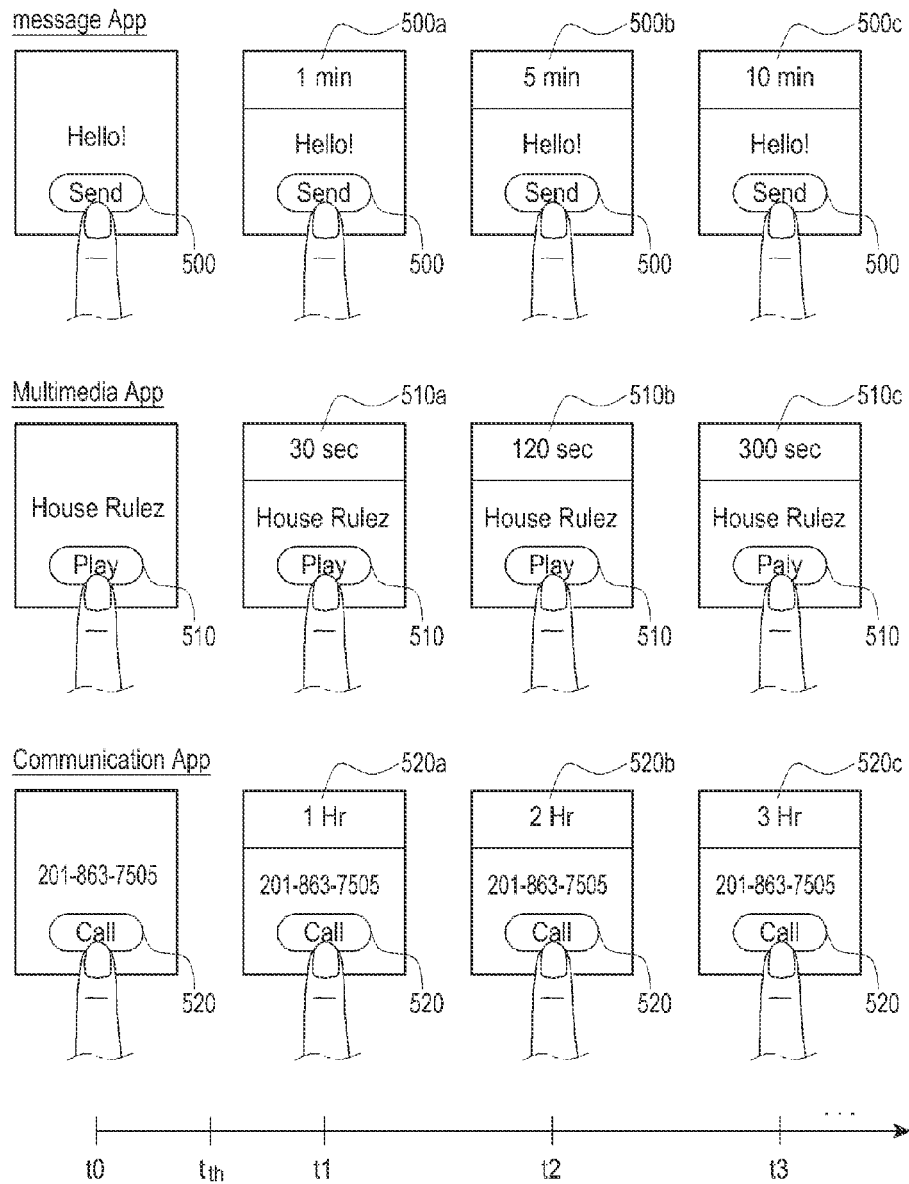 message App
500a 500b 500c
1 min 5 min 10 min
Hello! Hello! Hello! Hello!
Send Send Send Send
500 500 500 500
Multimedia App
510a 510b 510c
30 sec 120 sec 300 sec
House Rulez House Rulez House Rulez House Rulez
Play Play Play Paly
510 510 510 510
Communication App
520a 520b 520c
1 Hr 2 Hr 3 Hr
201-863-7505 201-863-7505 201-863-7505 201-863-7505
Call Call Call Call
520 520 520 520
. . .
t0 tth t1 t2 t3